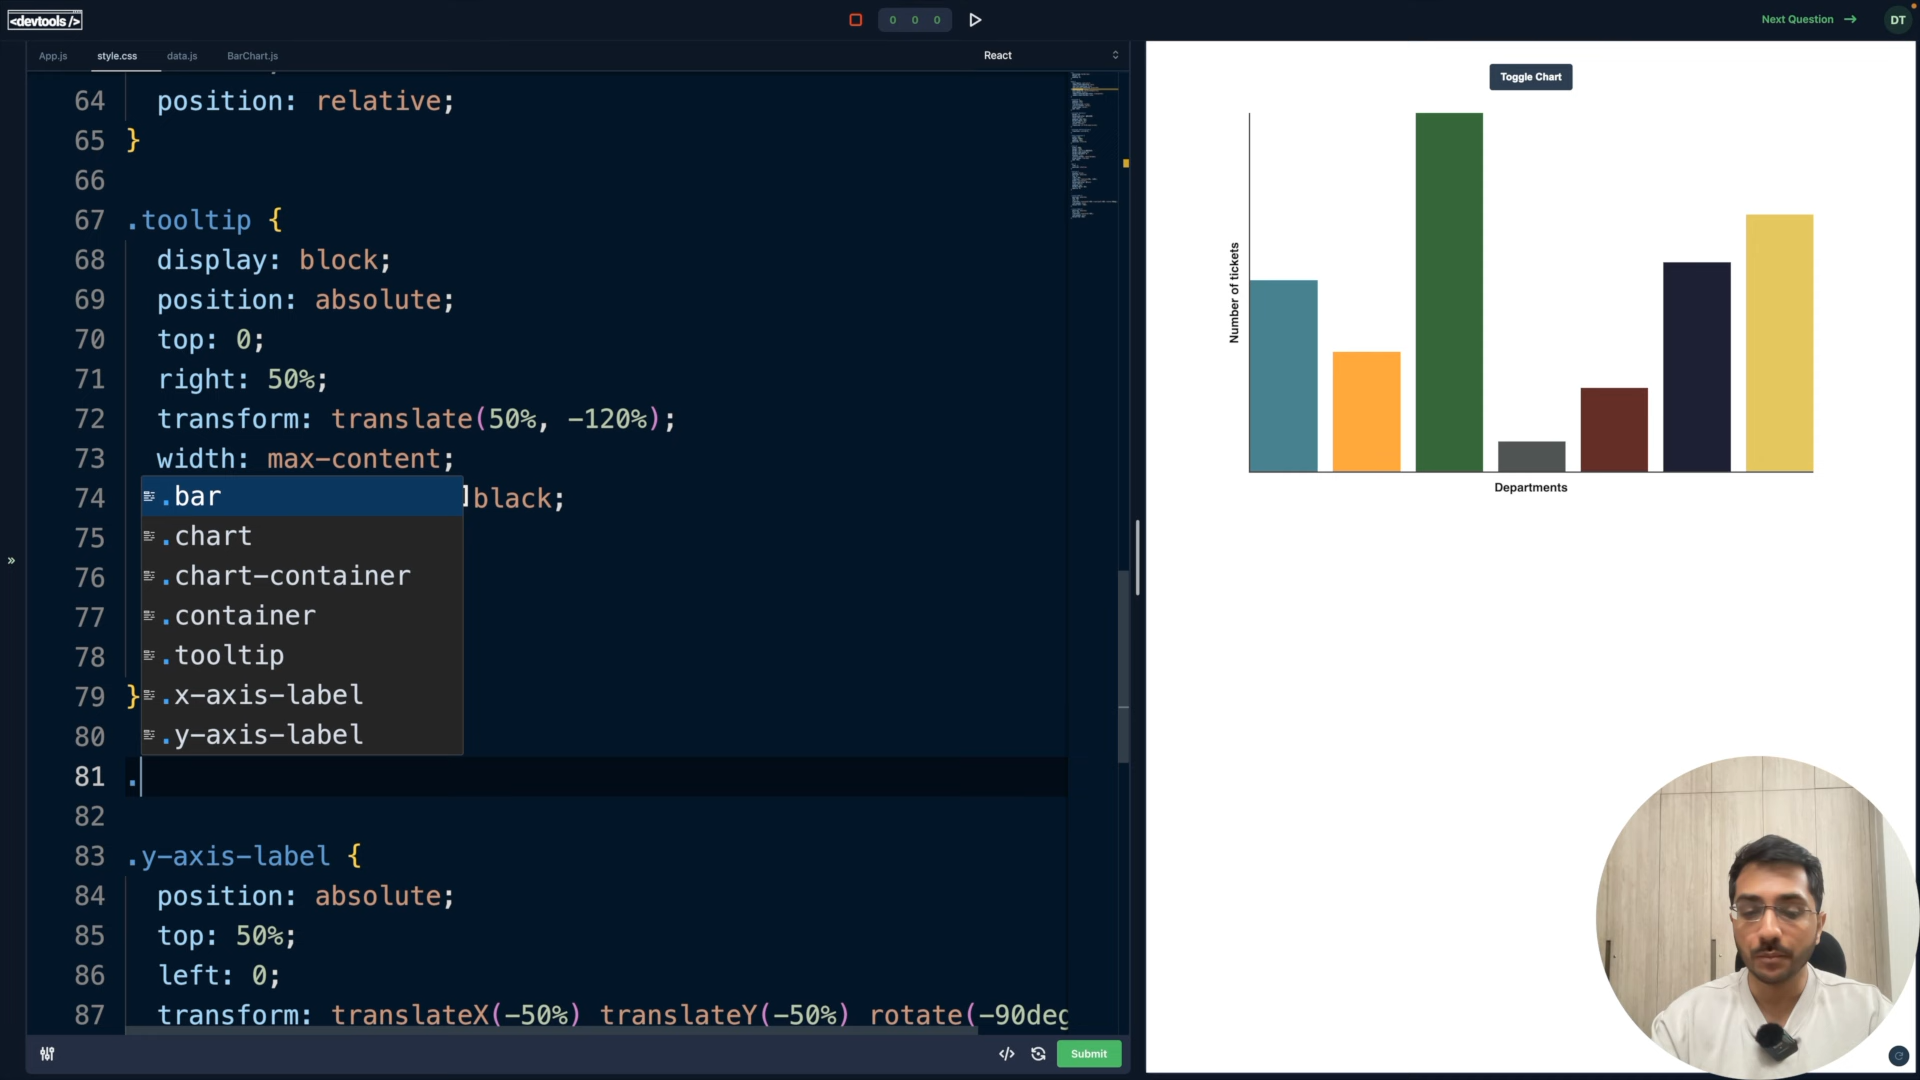 <devtools />
0 0 0
Next Question →
DT
App.js style.css data.js BarChart.js React
64 position: relative;
65 }
66
67 .tooltip {
68 display: block;
69 position: absolute;
70 top: 0;
71 right: 50%;
72 transform: translate(50%, -120%);
73 width: max-content;
74 black;
75
76
77
78
79 }
80
81 .
82
83 .y-axis-label {
84 position: absolute;
85 top: 50%;
86 left: 0;
87 transform: translateX(-50%) translateY(-50%) rotate(-90deg
.bar
.chart
.chart-container
.container
.tooltip
.x-axis-label
.y-axis-label
»
Submit
Toggle Chart
Number of tickets
Departments